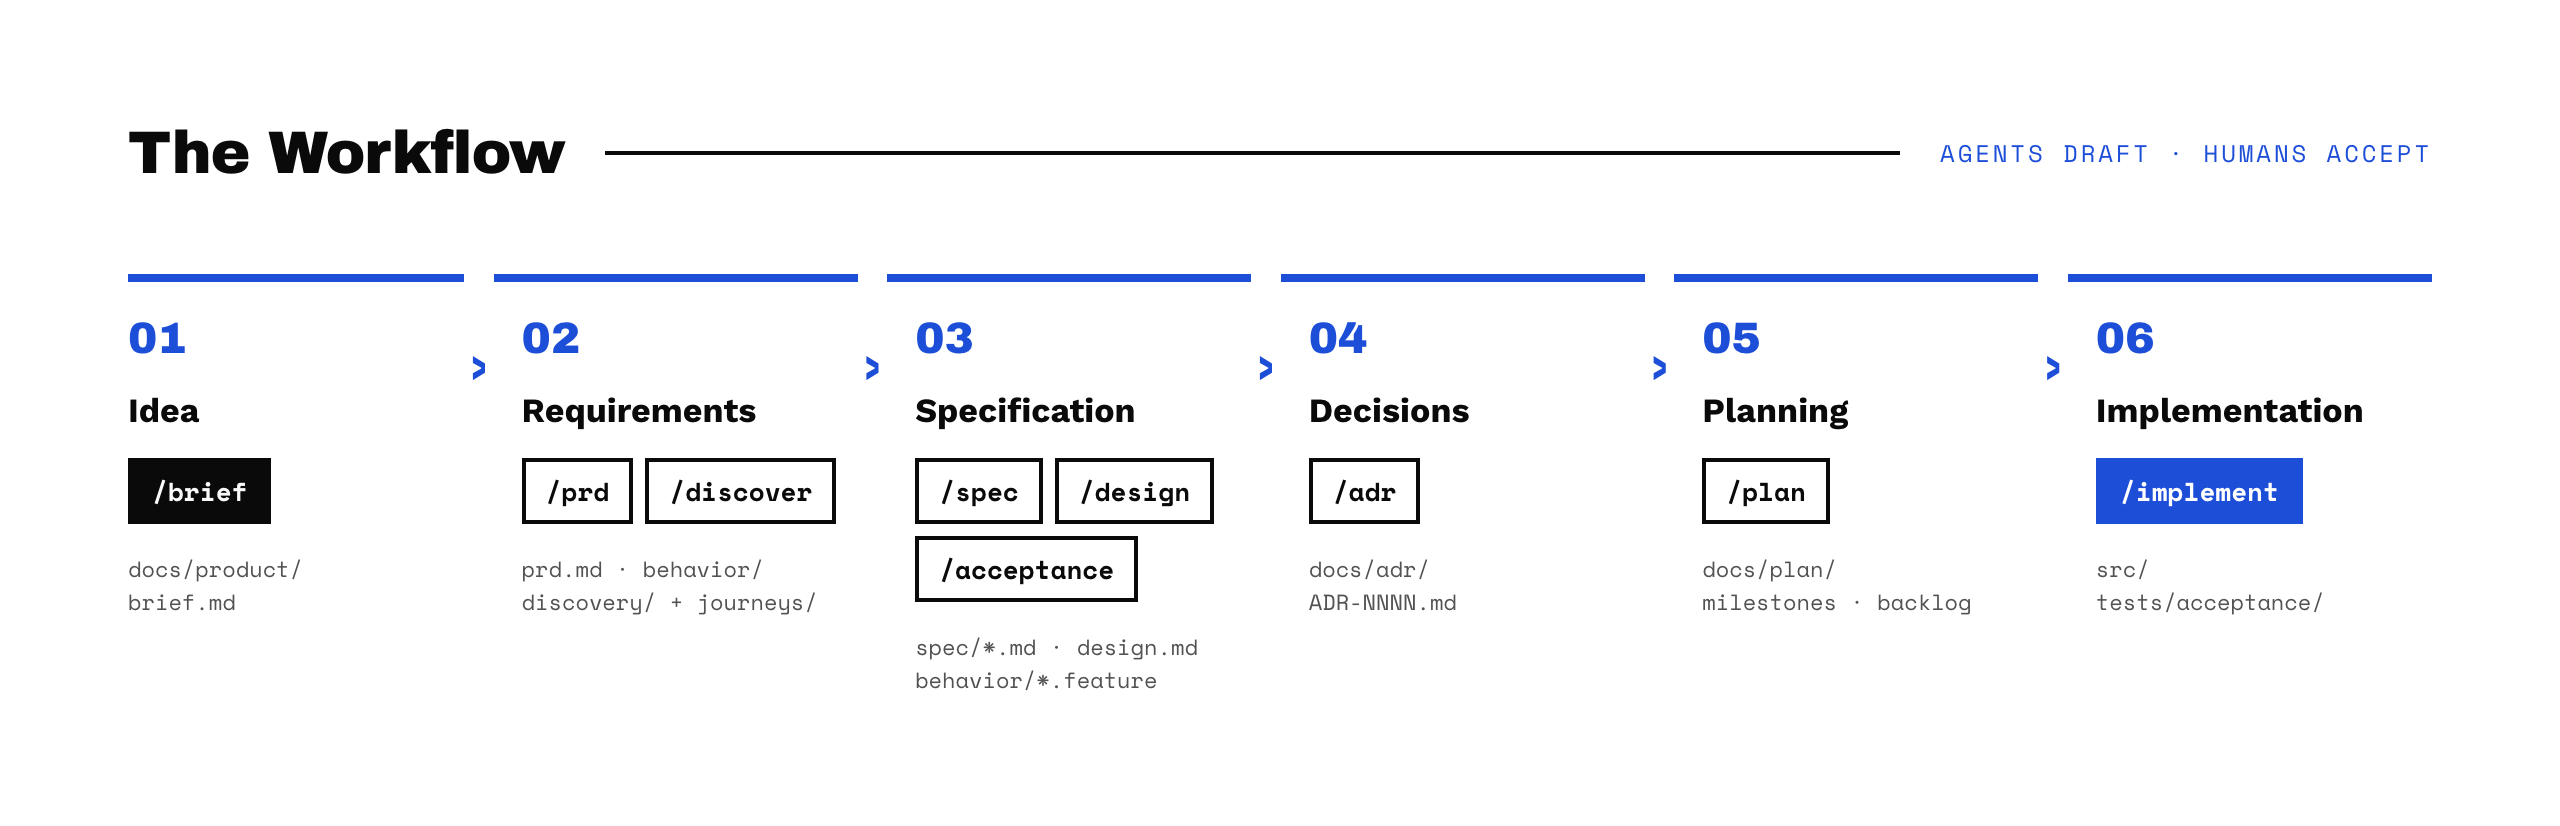 The Workflow
AGENTS DRAFT · HUMANS ACCEPT
01
Idea
/brief
docs/product/
brief.md
>
02
Requirements
/prd /discover
prd.md · behavior/
discovery/ + journeys/
>
03
Specification
/spec /design
/acceptance
spec/*.md · design.md
behavior/*.feature
>
04
Decisions
/adr
docs/adr/
ADR-NNNN.md
>
05
Planning
/plan
docs/plan/
milestones · backlog
>
06
Implementation
/implement
src/
tests/acceptance/